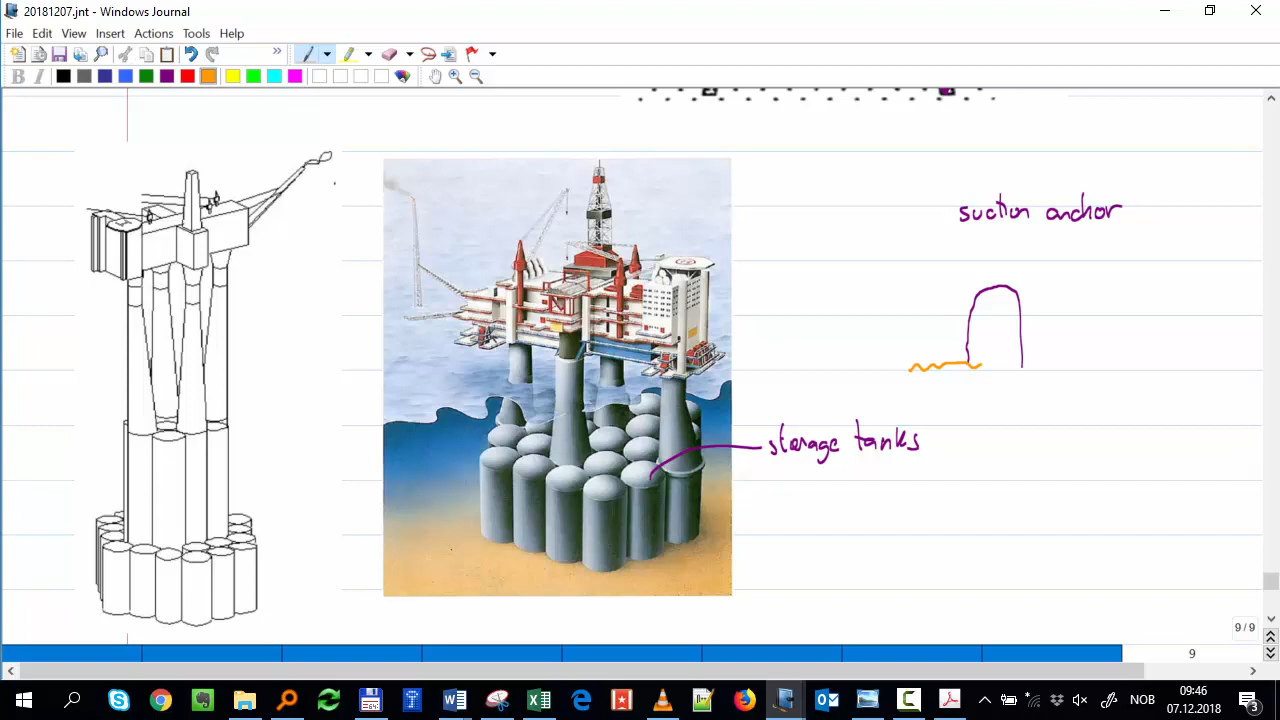 20181207.jnt - Windows Journal
File Edit View Insert Actions Tools Help
B I
suction anchor
storage tanks
9 / 9
9
NOB
09:46
07.12.2018
3